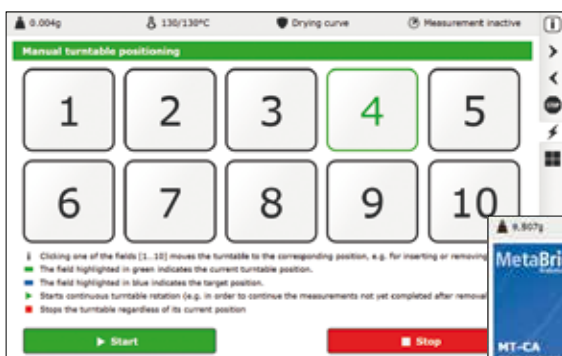 0.004g 130/130°C Drying curve Measurement inactive
Manual turntable positioning
1 2 3 4 5
6 7 8 9 10
Clicking one of the fields [1..10] moves the turntable to the corresponding position, e.g. for inserting or removing
The field highlighted in green indicates the current turntable position.
The field highlighted in blue indicates the target position.
Starts continuous turntable rotation (e.g. in order to continue the measurements not yet completed after removal
Stops the turntable regardless of its current position
Start Stop
STOP
0.507g
MetaBri
MT-CA